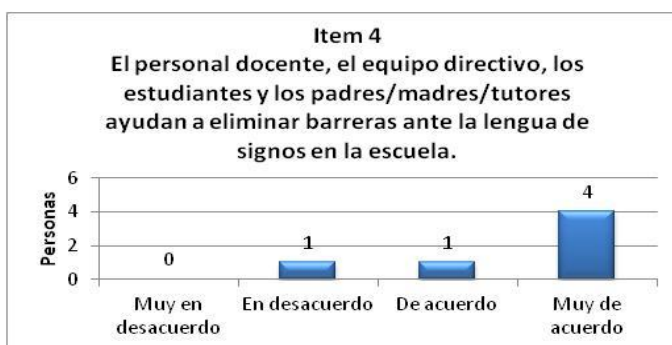 Item 4
El personal docente, el equipo directivo, los
estudiantes y los padres/madres/tutores
ayudan a eliminar barreras ante la lengua de
signos en la escuela.
Personas
6
4
2
0
0
1
1
4
Muy en
desacuerdo
En desacuerdo
De acuerdo
Muy de
acuerdo